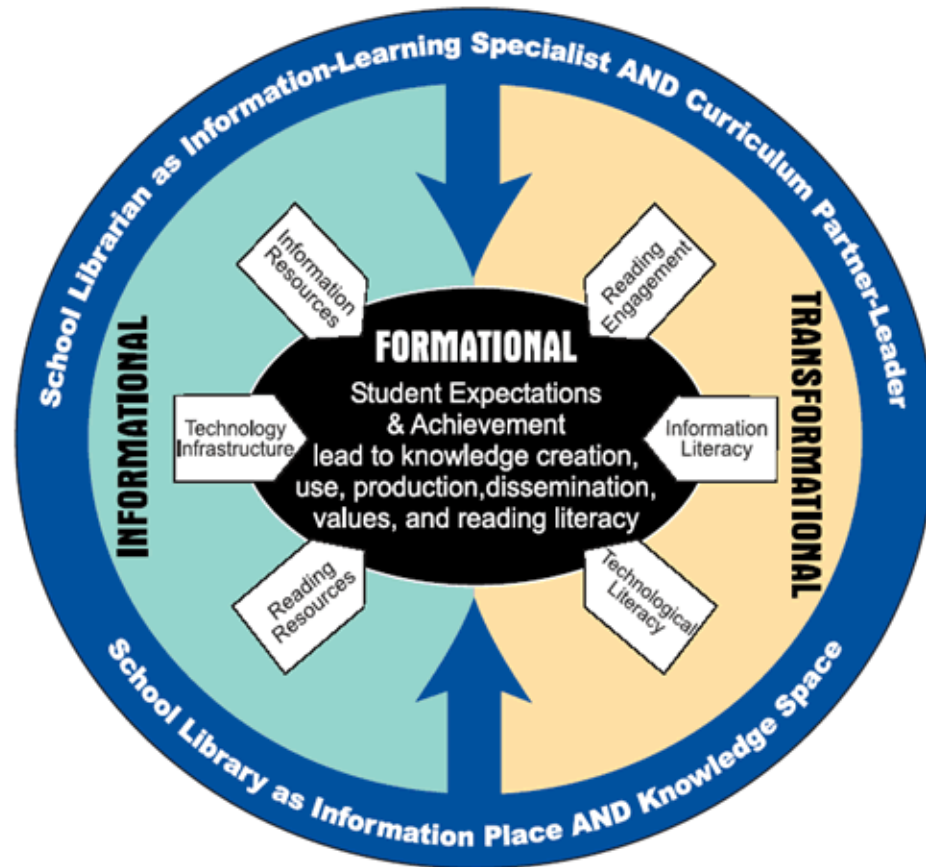 School Librarian as Information-Learning Specialist AND Curriculum Partner-Leader
INFORMATIONAL
Information
Resources
Technology
Infrastructure
Reading
Resources
FORMATIONAL
Student Expectations
& Achievement
lead to knowledge creation,
use, production,dissemination,
values, and reading literacy
Reading
Engagement
Information
Literacy
Technological
Literacy
TRANSFORMATIONAL
School Library as Information Place AND Knowledge Space